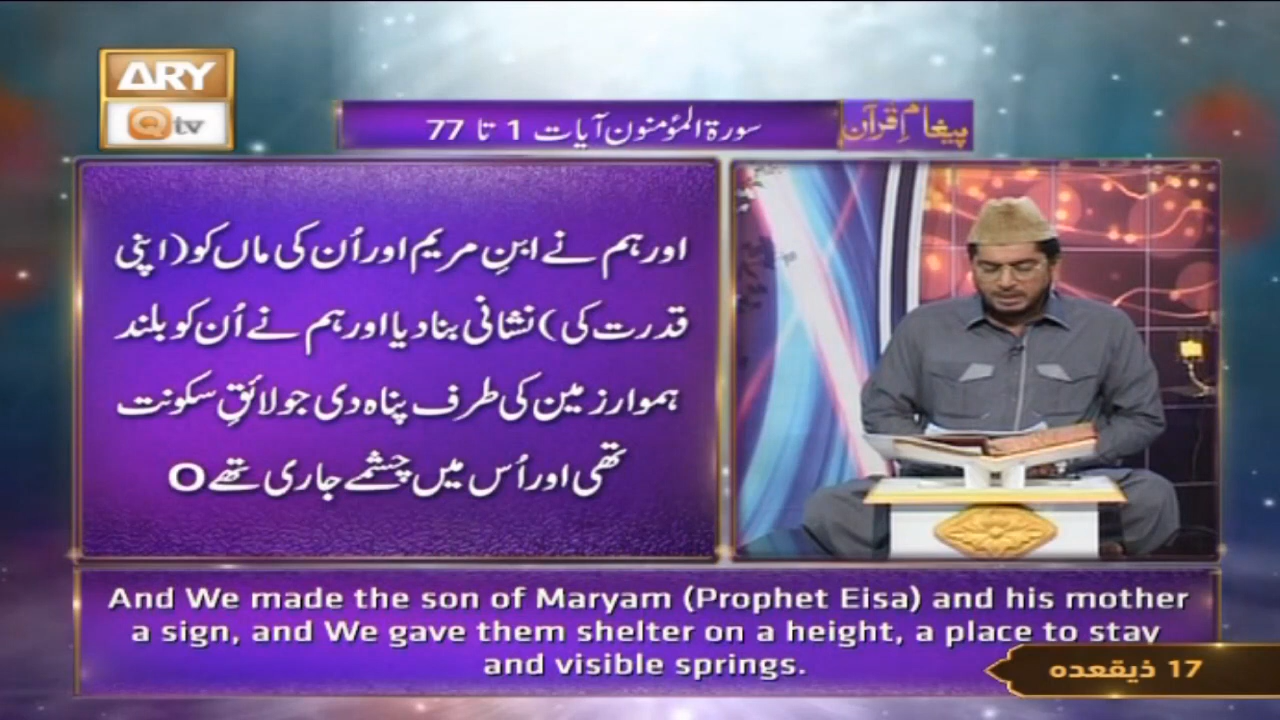 ARY
Qtv
پیغام قرآن
سورۃ المؤمنون آیات 1 تا 77
اور ہم نے ابنِ مریم اور اُن کی ماں کو (اپنی
قدرت کی) نشانی بنا دیا اور ہم نے اُن کو بلند
ہموار زمین کی طرف پناہ دی جو لائقِ سکونت
تھی اور اُس میں چشمے جاری تھے O
And We made the son of Maryam (Prophet Eisa) and his mother
a sign, and We gave them shelter on a height, a place to stay
and visible springs.
17 ذیقعدہ